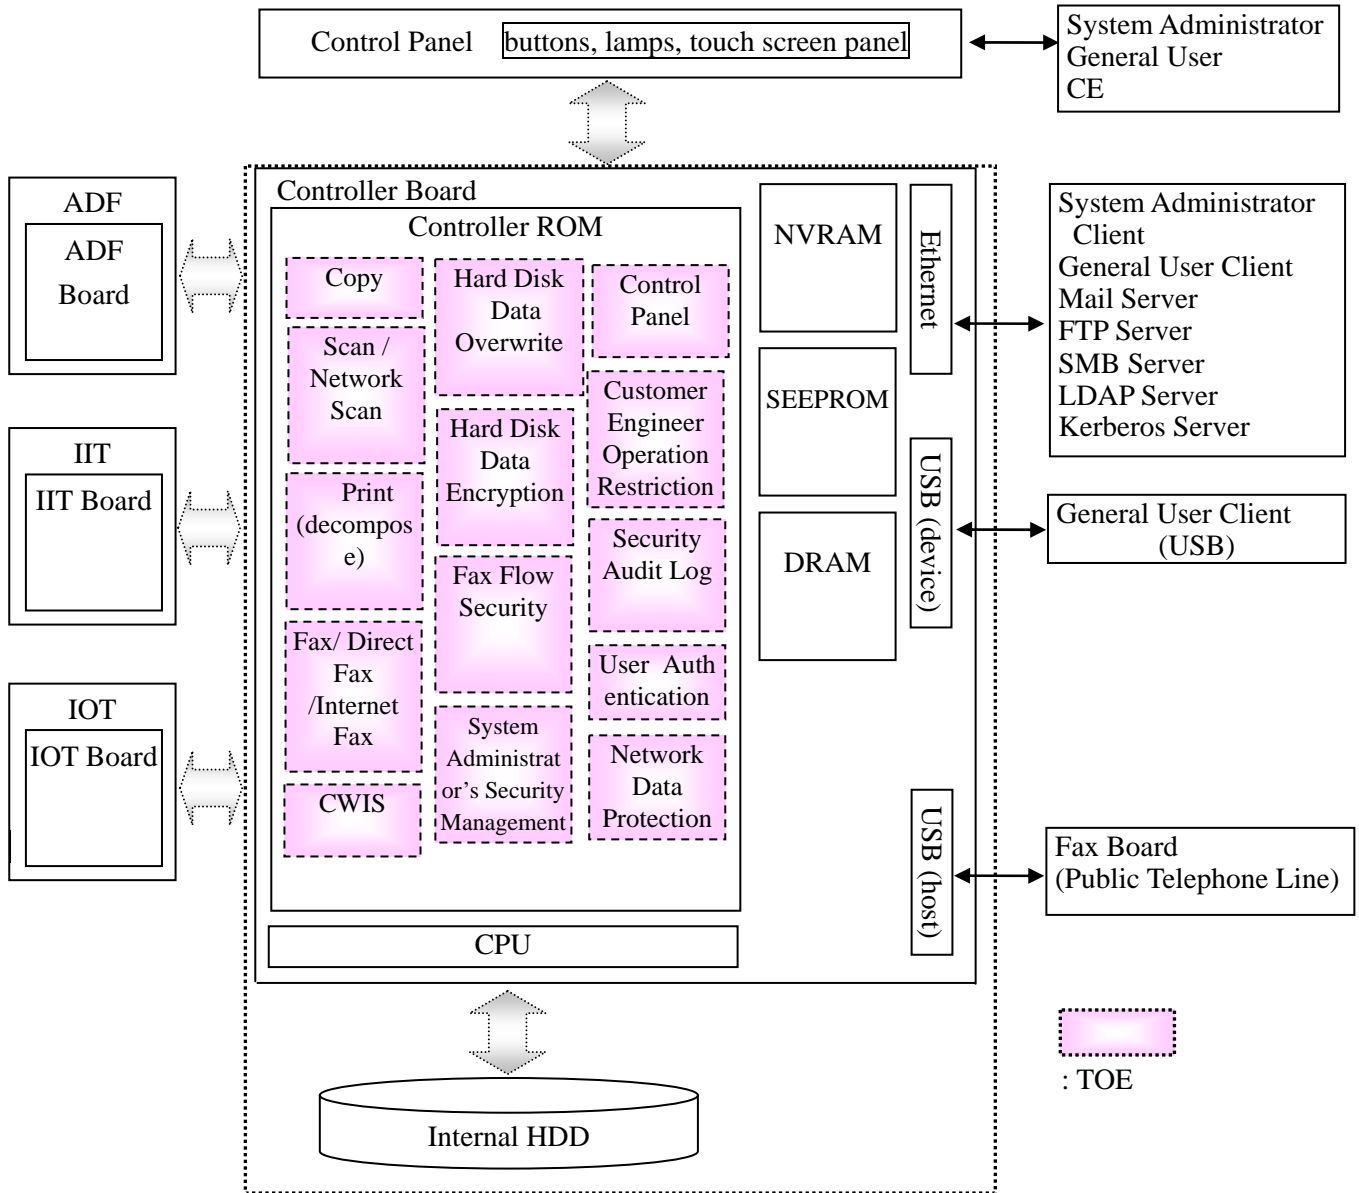 Control Panel buttons, lamps, touch screen panel
System Administrator
General User
CE
ADF
ADF
Board
IIT
IIT Board
IOT
IOT Board
Controller Board
Controller ROM
Copy
Scan /
Network
Scan
Print
(decompos
e)
Fax/ Direct
Fax
/Internet
Fax
CWIS
Hard Disk
Data
Overwrite
Hard Disk
Data
Encryption
Fax Flow
Security
System
Administrat
or’s Security
Management
Control
Panel
Customer
Engineer
Operation
Restriction
Security
Audit Log
User Auth
entication
Network
Data
Protection
NVRAM
SEEPROM
DRAM
Ethernet
USB (device)
USB (host)
CPU
Internal HDD
System Administrator
Client
General User Client
Mail Server
FTP Server
SMB Server
LDAP Server
Kerberos Server
General User Client
(USB)
Fax Board
(Public Telephone Line)
: TOE